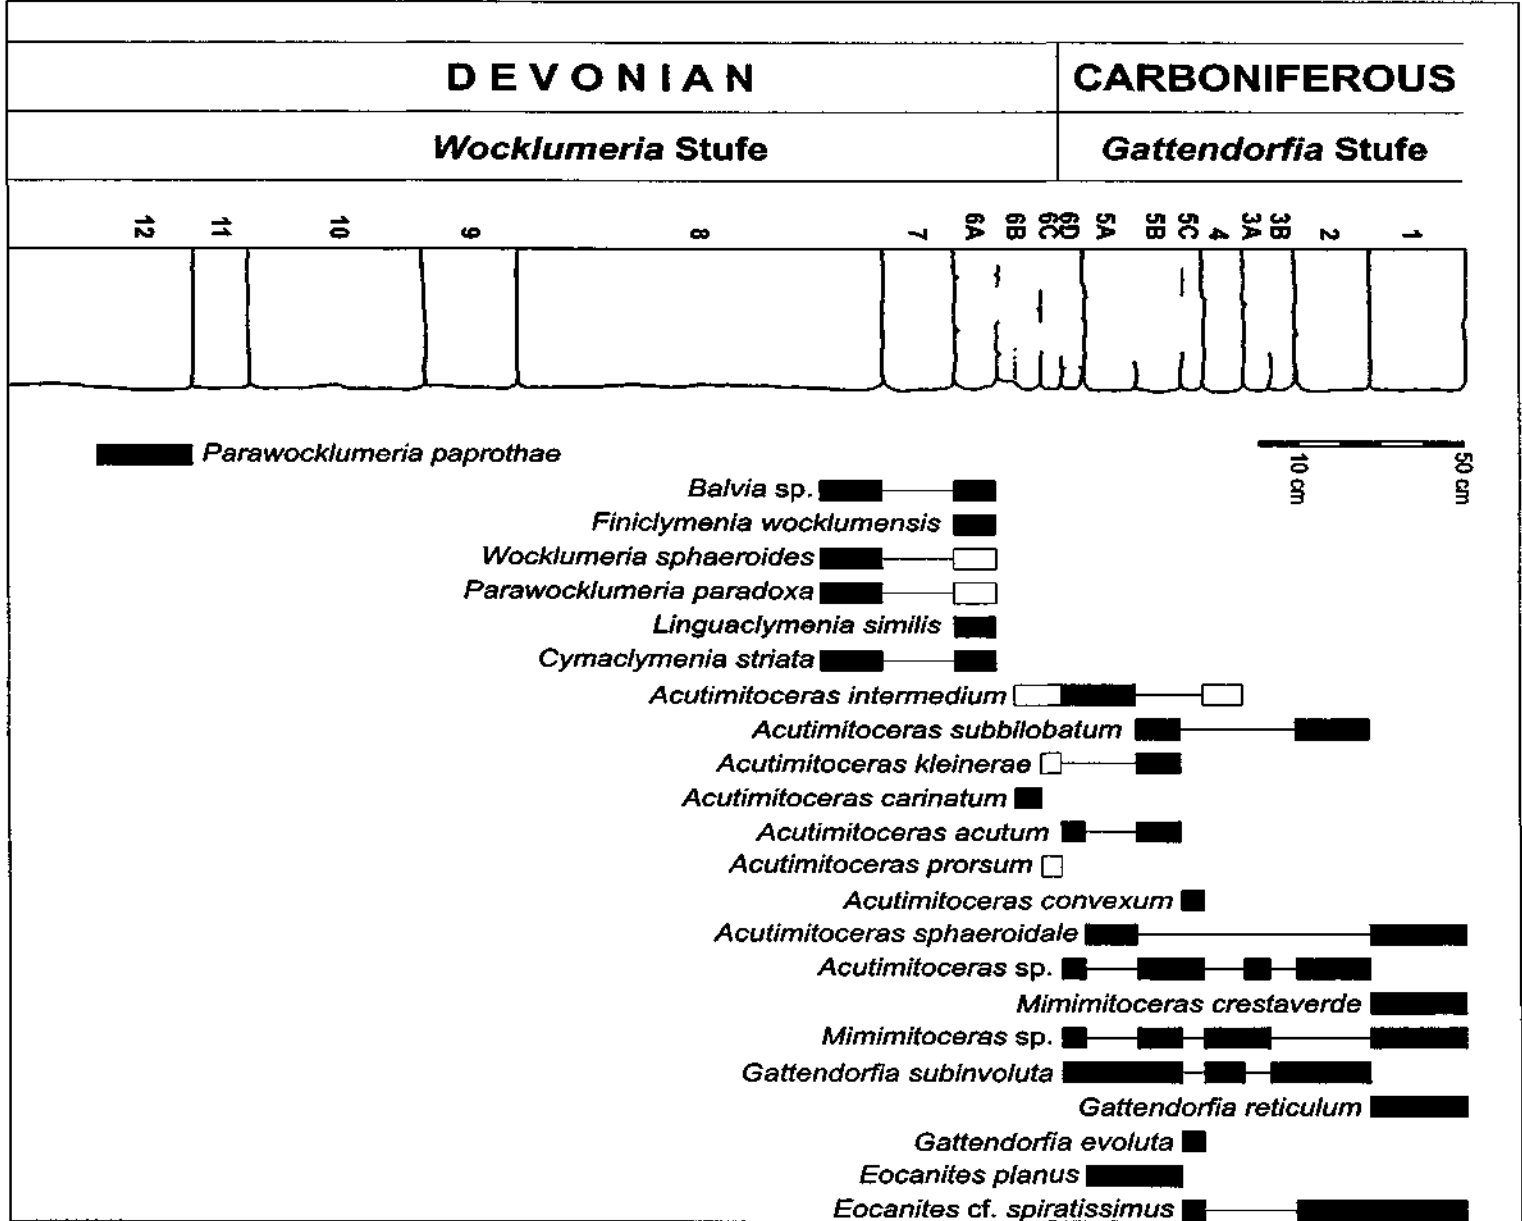 DEVONIAN
CARBONIFEROUS
Wocklumeria Stufe
Gattendorfia Stufe
12 11 10 9 8 7 6A 6B 6C 6D 5A 5B 5C 4 3A 3B 2 1
Parawocklumeria paprothae
10 cm
50 cm
Balvia sp.
Finiclymenia wocklumensis
Wocklumeria sphaeroides
Parawocklumeria paradoxa
Linguaclymenia similis
Cymaclymenia striata
Acutimitoceras intermedium
Acutimitoceras subbilobatum
Acutimitoceras kleinerae
Acutimitoceras carinatum
Acutimitoceras acutum
Acutimitoceras prorsum
Acutimitoceras convexum
Acutimitoceras sphaeroidale
Acutimitoceras sp.
Mimimitoceras crestaverde
Mimimitoceras sp.
Gattendorfia subinvoluta
Gattendorfia reticulum
Gattendorfia evoluta
Eocanites planus
Eocanites cf. spiratissimus